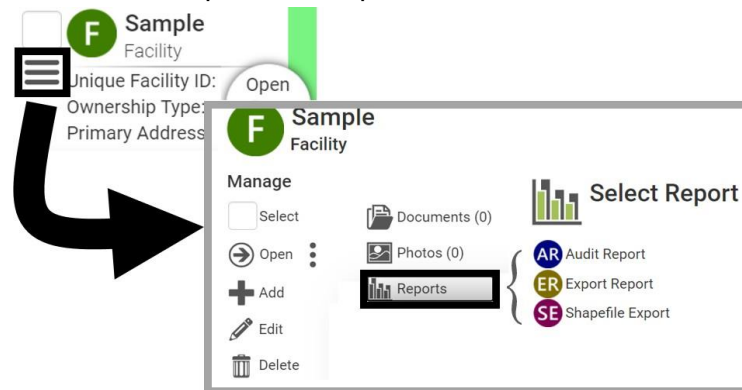 F
Sample
Facility
Unique Facility ID:
Open
Ownership Type:
Primary Address
F
Sample
Facility
Manage
Select
Open
Add
Edit
Delete
Documents (0)
Photos (0)
Reports
Select Report
AR Audit Report
ER Export Report
SE Shapefile Export